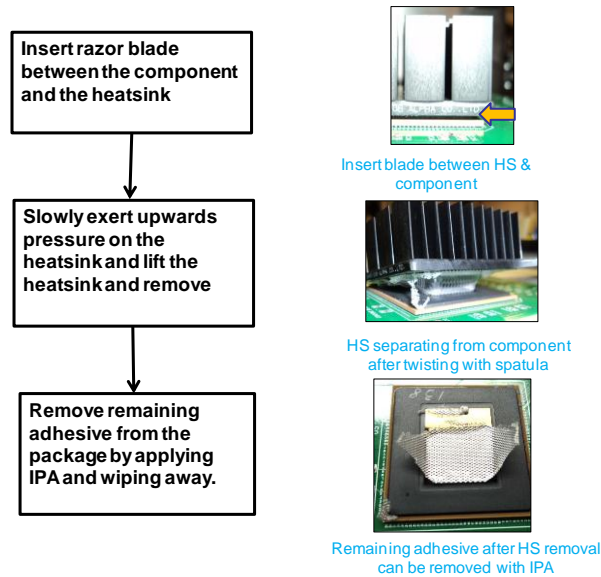 Insert razor blade
between the component
and the heatsink
Insert blade between HS &
component
Slowly exert upwards
pressure on the
heatsink and lift the
heatsink and remove
HS separating from component
after twisting with spatula
Remove remaining
adhesive from the
package by applying
IPA and wiping away.
Remaining adhesive after HS removal
can be removed with IPA